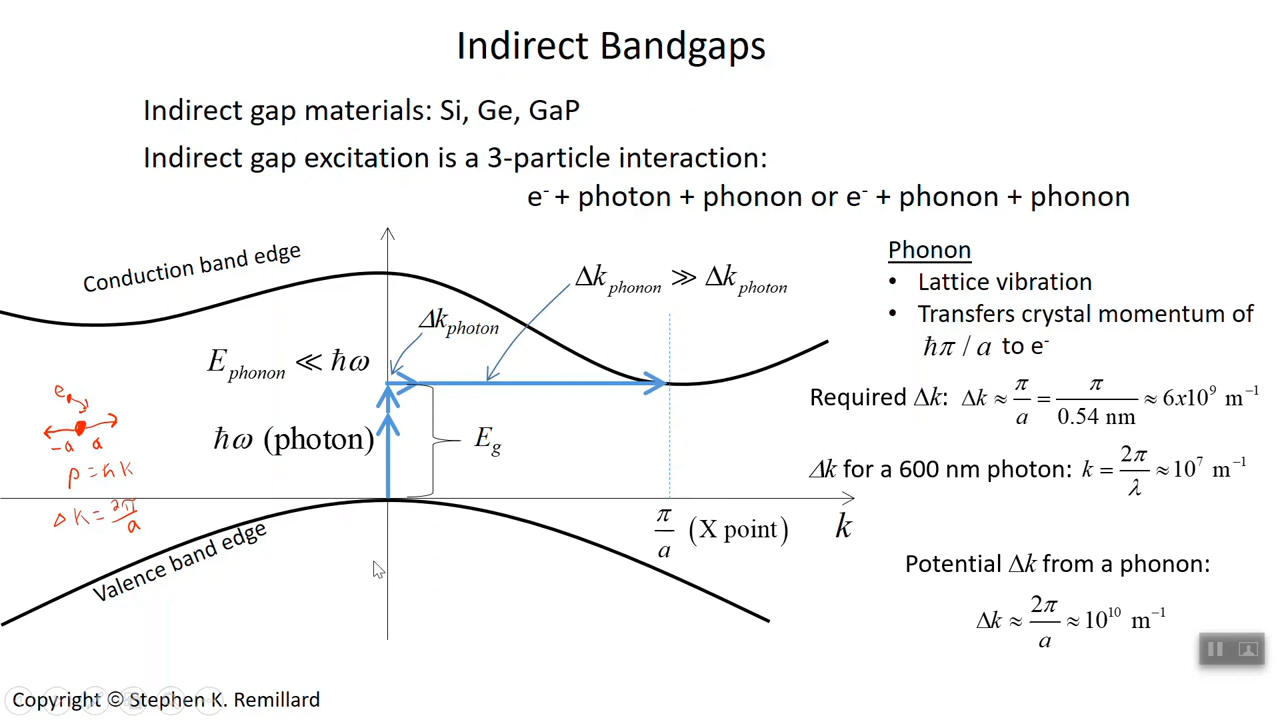 Indirect Bandgaps
Indirect gap materials: Si, Ge, GaP
Indirect gap excitation is a 3-particle interaction:
e⁻ + photon + phonon or e⁻ + phonon + phonon
Conduction band edge
Δk_phonon ≫ Δk_photon
Δk_photon
E_phonon ≪ ħω
ħω (photon)
E_g
π/a (X point)
k
Valence band edge
e
-a a
p = ħk
Δk = 2π/a
Phonon
• Lattice vibration
• Transfers crystal momentum of
ħπ / a to e⁻
Required Δk: Δk ≈ π/a = π/0.54 nm ≈ 6x10⁹ m⁻¹
Δk for a 600 nm photon: k = 2π/λ ≈ 10⁷ m⁻¹
Potential Δk from a phonon:
Δk ≈ 2π/a ≈ 10¹⁰ m⁻¹
Copyright © Stephen K. Remillard